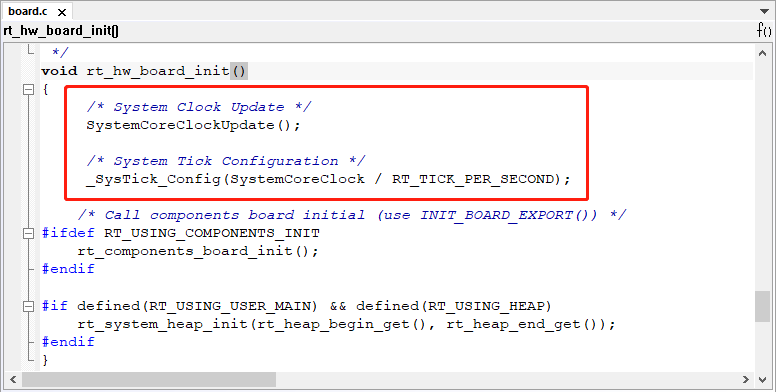 board.c
rt_hw_board_init()
f()
*/
void rt_hw_board_init()
{
/* System Clock Update */
SystemCoreClockUpdate();
/* System Tick Configuration */
_SysTick_Config(SystemCoreClock / RT_TICK_PER_SECOND);
/* Call components board initial (use INIT_BOARD_EXPORT()) */
#ifdef RT_USING_COMPONENTS_INIT
rt_components_board_init();
#endif
#if defined(RT_USING_USER_MAIN) && defined(RT_USING_HEAP)
rt_system_heap_init(rt_heap_begin_get(), rt_heap_end_get());
#endif
}